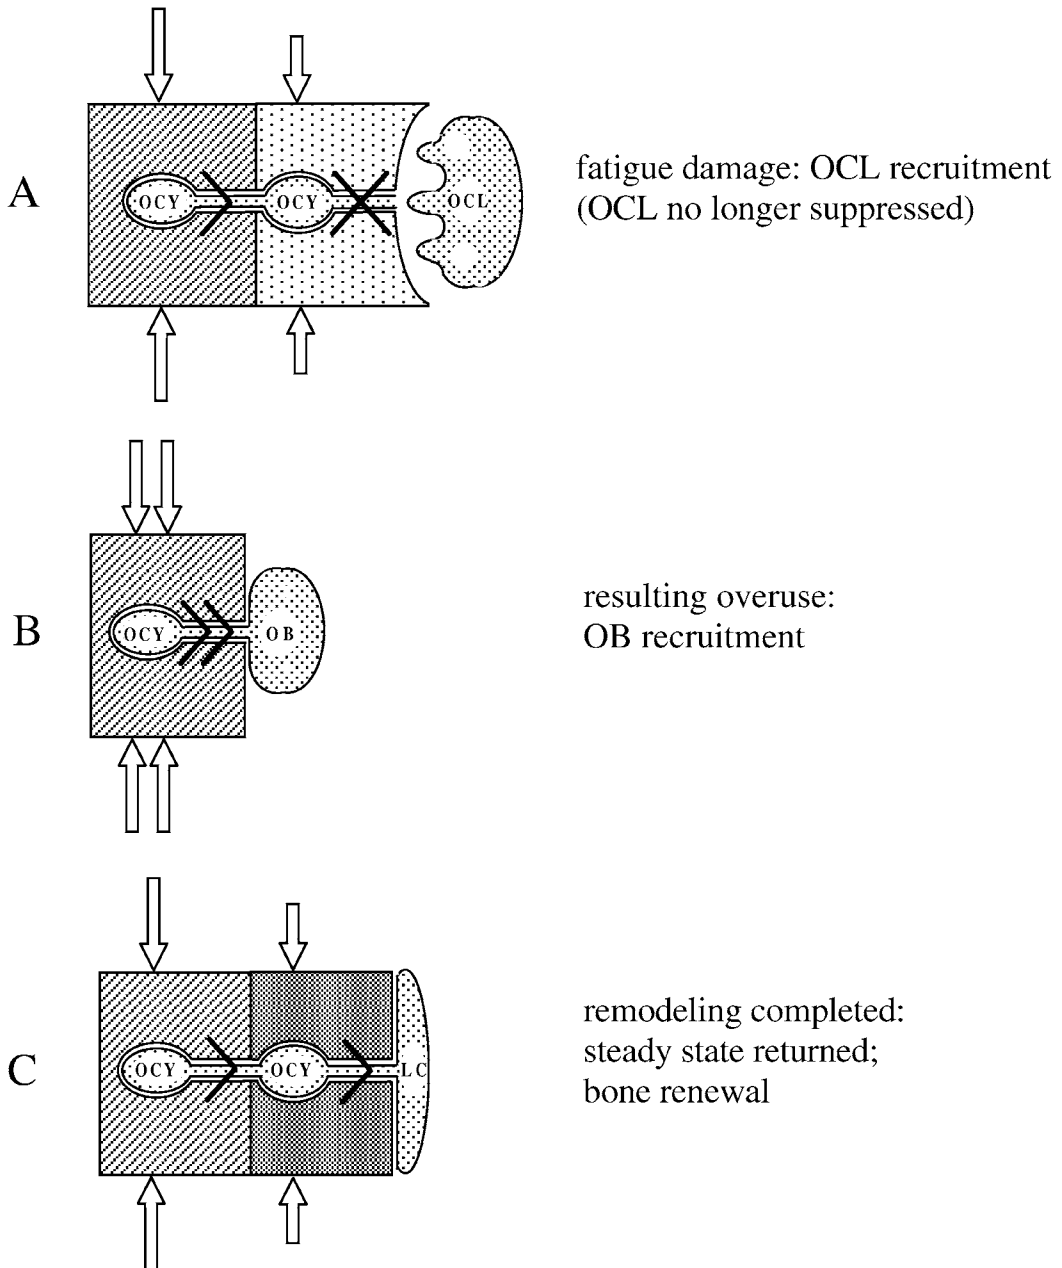 A
OCY
OCY
OCL
fatigue damage: OCL recruitment
(OCL no longer suppressed)
B
OCY
OB
resulting overuse:
OB recruitment
C
OCY
OCY
LC
remodeling completed:
steady state returned;
bone renewal